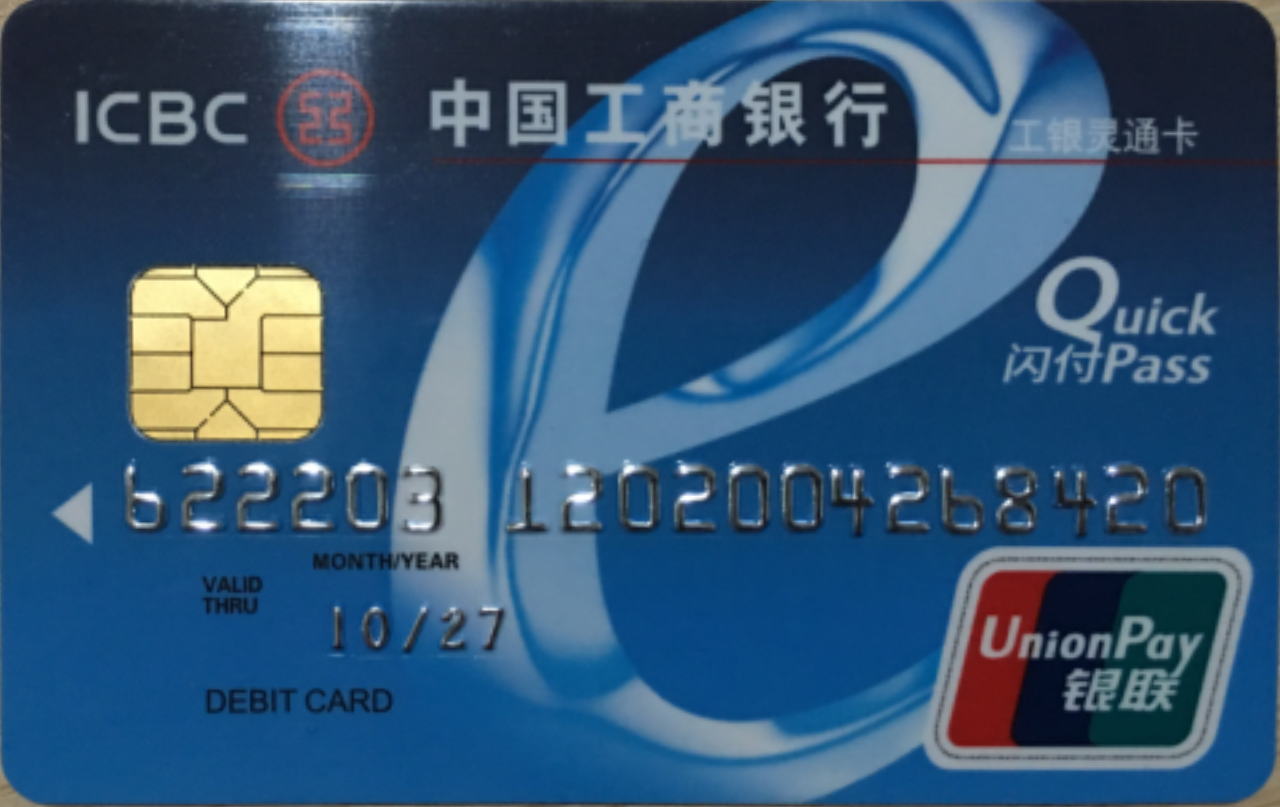 ICBC 中国工商银行
工银灵通卡
Quick
闪付Pass
622203 1202004268420
MONTH/YEAR
VALID
THRU
10/27
DEBIT CARD
UnionPay
银联